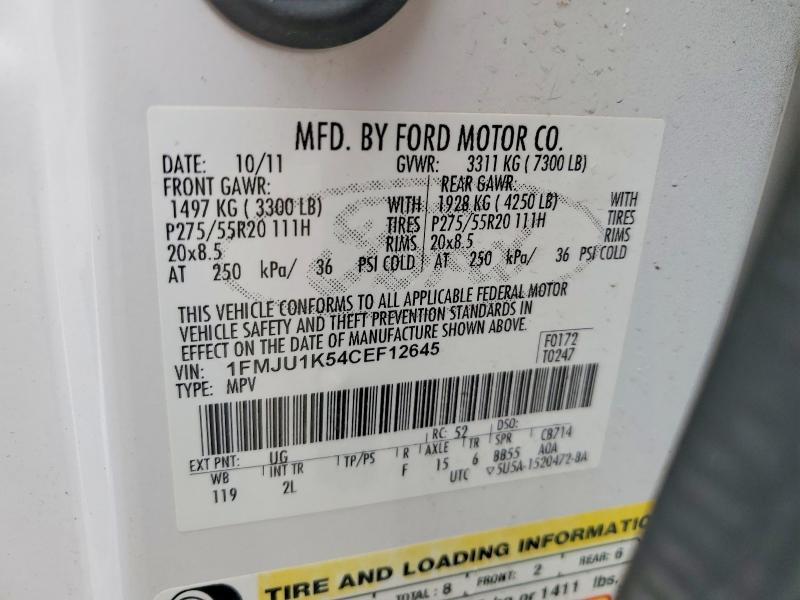 MFD. BY FORD MOTOR CO.
DATE: 10/11 GVWR: 3311 KG ( 7300 LB)
FRONT GAWR: REAR GAWR:
1497 KG ( 3300 LB) WITH 1928 KG ( 4250 LB) WITH
P275/55R20 111H TIRES P275/55R20 111H TIRES
20x8.5 RIMS 20x8.5 RIMS
AT 250 kPa/ 36 PSI COLD AT 250 kPa/ 36 PSI COLD
THIS VEHICLE CONFORMS TO ALL APPLICABLE FEDERAL MOTOR
VEHICLE SAFETY AND THEFT PREVENTION STANDARDS IN
EFFECT ON THE DATE OF MANUFACTURE SHOWN ABOVE.
VIN: 1FMJU1K54CEF12645 F0172
TYPE: MPV T0247
EXT PNT: UG RC: 52 DSO:
WB INT TR TP/PS R AXLE TR SPR CB714
119 2L F 15 6 BB55 AOA
UTC ▽5U5A-1520472-BA
TIRE AND LOADING INFORMATION
TOTAL : 8 FRONT: 2 REAR: 6
kg or 1411 lbs.